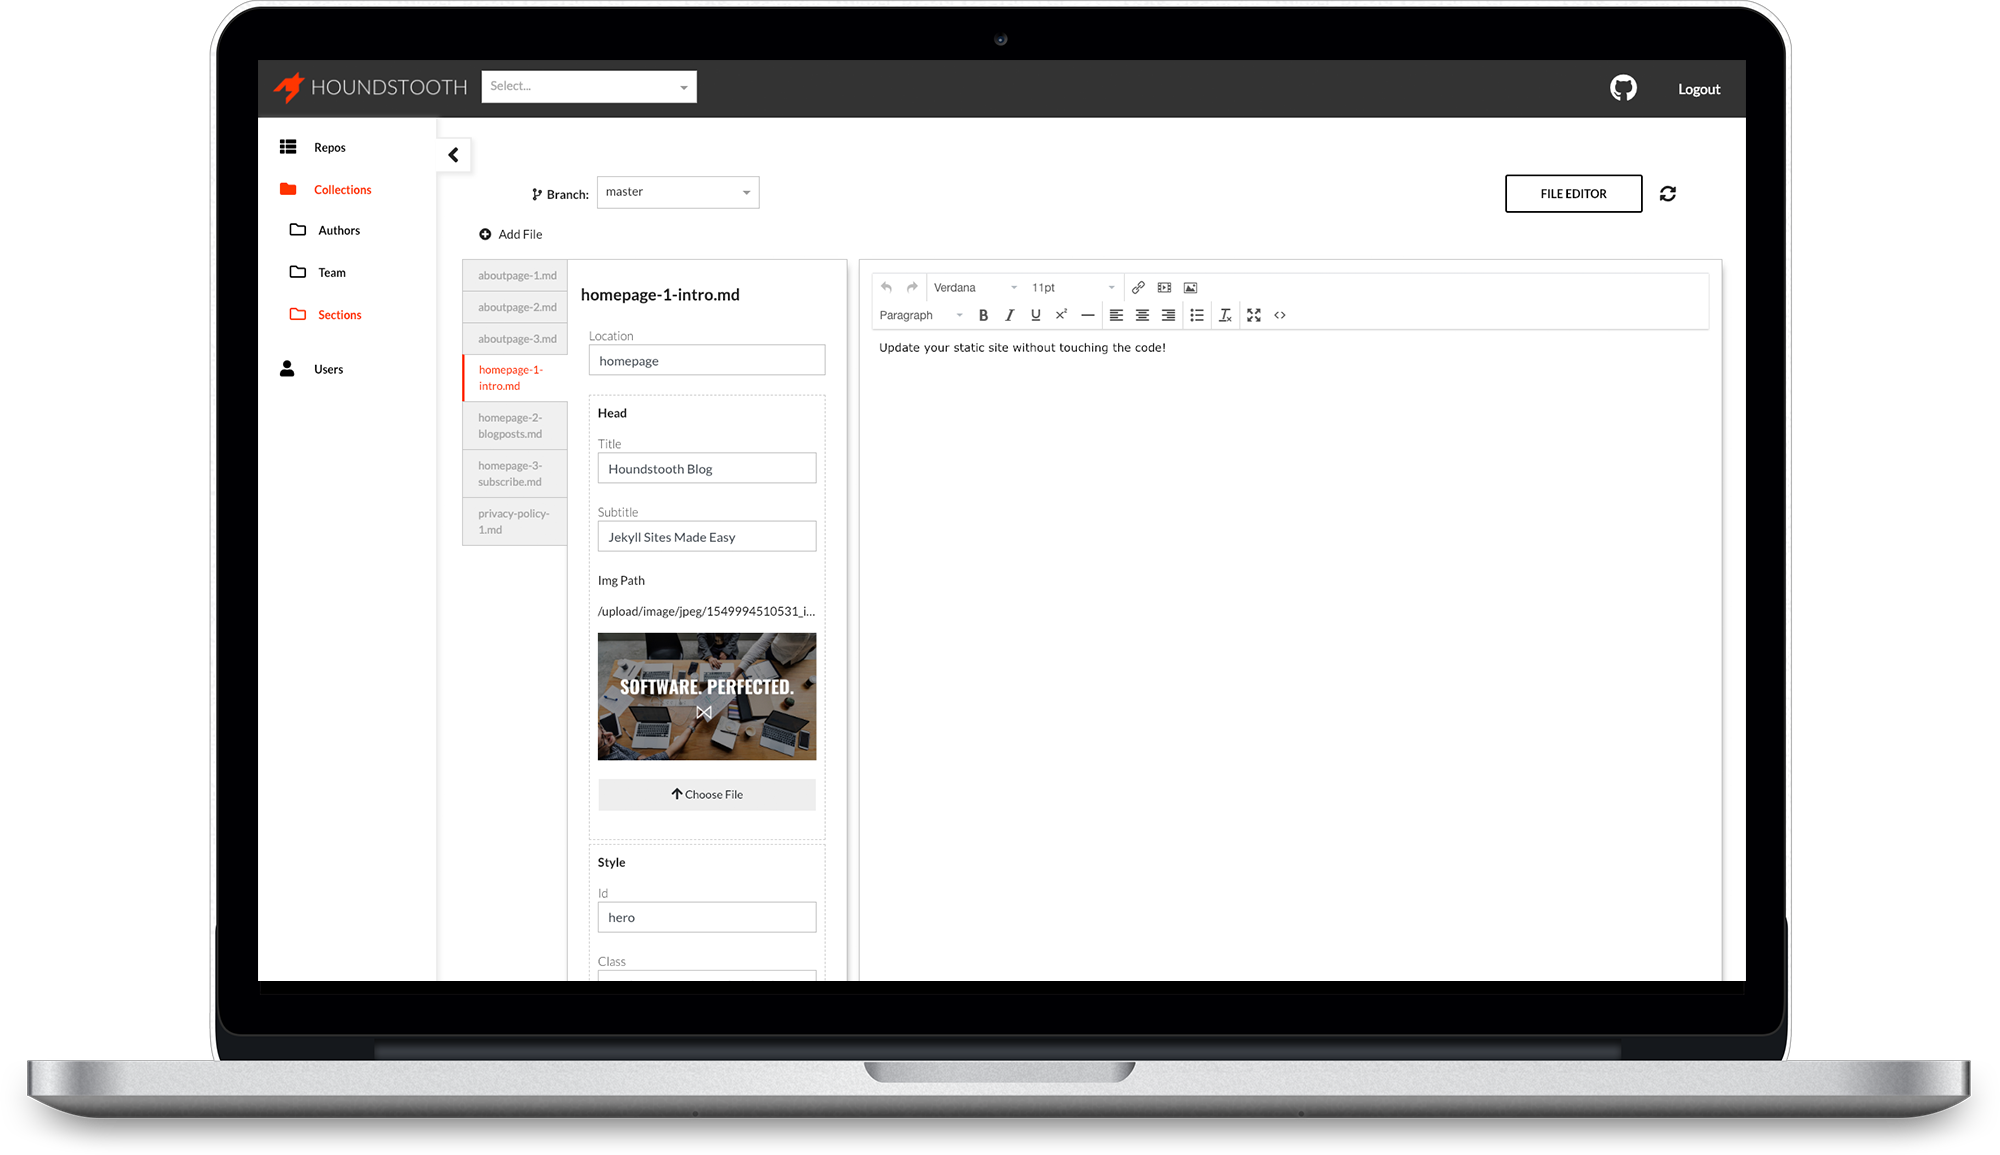 HOUNDSTOOTH
Select...
Logout
Repos
Collections
Authors
Team
Sections
Users
Branch:
master
FILE EDITOR
Add File
aboutpage-1.md
aboutpage-2.md
aboutpage-3.md
homepage-1-
intro.md
homepage-2-
blogposts.md
homepage-3-
subscribe.md
privacy-policy-
1.md
homepage-1-intro.md
Location
homepage
Head
Title
Houndstooth Blog
Subtitle
Jekyll Sites Made Easy
Img Path
/upload/image/jpeg/1549994510531_i...
SOFTWARE. PERFECTED.
Choose File
Style
Id
hero
Class
Verdana
11pt
Paragraph
B
I
U
x²
Update your static site without touching the code!